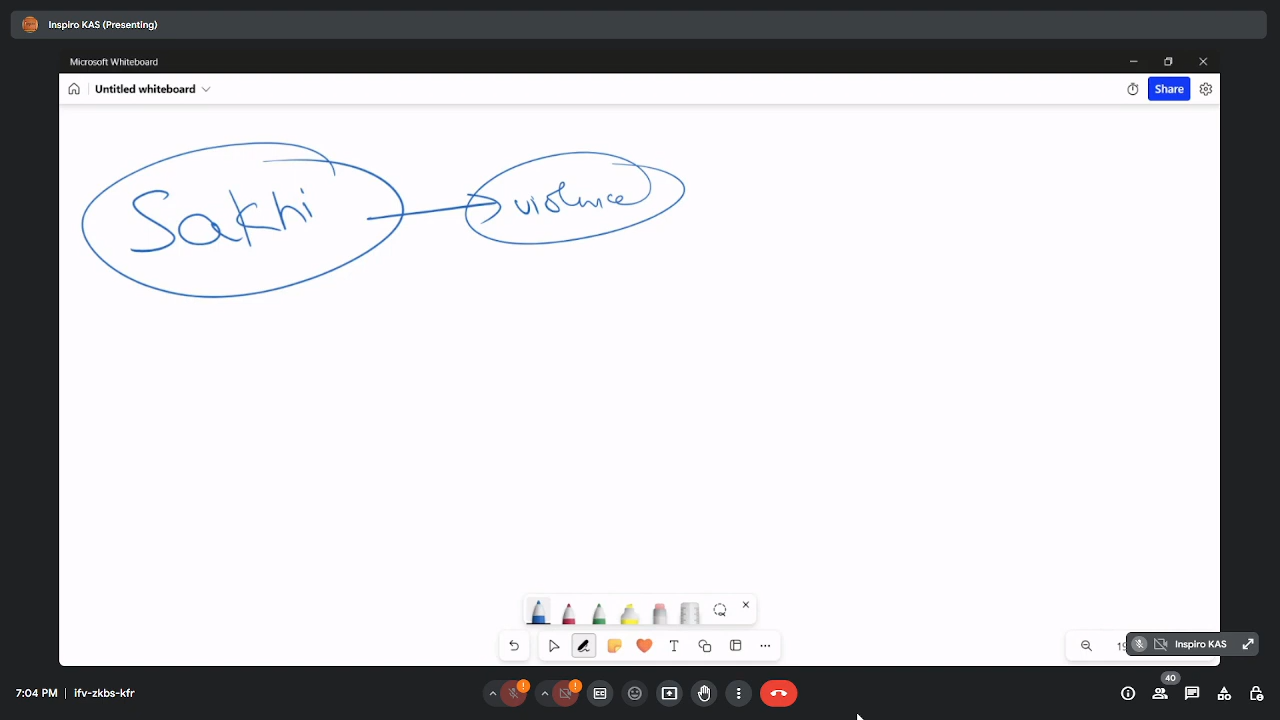 Inspiro KAS (Presenting)
Microsoft Whiteboard
Untitled whiteboard
Share
Sakhi
violence
Inspiro KAS
40
7:04 PM | ifv-zkbs-kfr